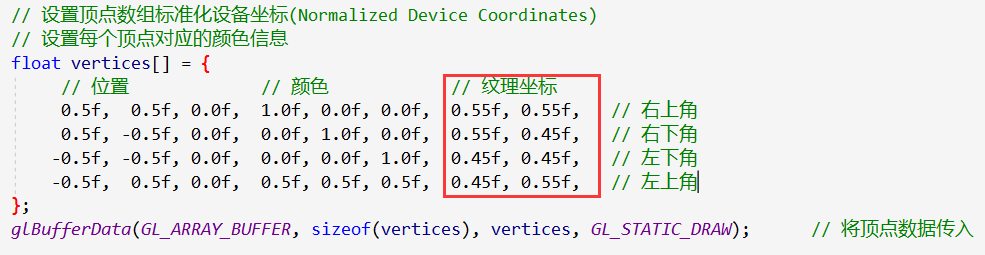 // 设置顶点数组标准化设备坐标(Normalized Device Coordinates)
// 设置每个顶点对应的颜色信息
float vertices[] = {
// 位置 // 颜色 // 纹理坐标
0.5f, 0.5f, 0.0f, 1.0f, 0.0f, 0.0f, 0.55f, 0.55f, // 右上角
0.5f, -0.5f, 0.0f, 0.0f, 1.0f, 0.0f, 0.55f, 0.45f, // 右下角
-0.5f, -0.5f, 0.0f, 0.0f, 0.0f, 1.0f, 0.45f, 0.45f, // 左下角
-0.5f, 0.5f, 0.0f, 0.5f, 0.5f, 0.5f, 0.45f, 0.55f, // 左上角
};
glBufferData(GL_ARRAY_BUFFER, sizeof(vertices), vertices, GL_STATIC_DRAW); // 将顶点数据传入